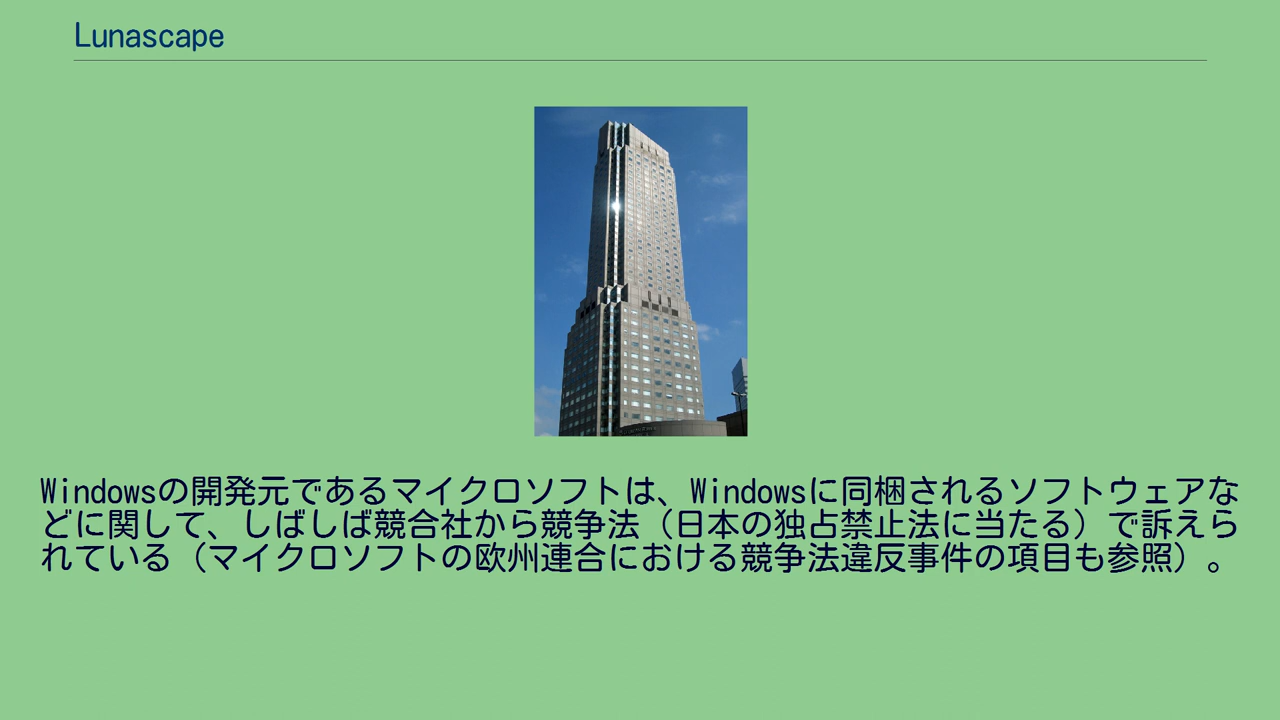 Lunascape
Windowsの開発元であるマイクロソフトは、Windowsに同梱されるソフトウェアな
どに関して、しばしば競合社から競争法（日本の独占禁止法に当たる）で訴えら
れている（マイクロソフトの欧州連合における競争法違反事件の項目も参照）。